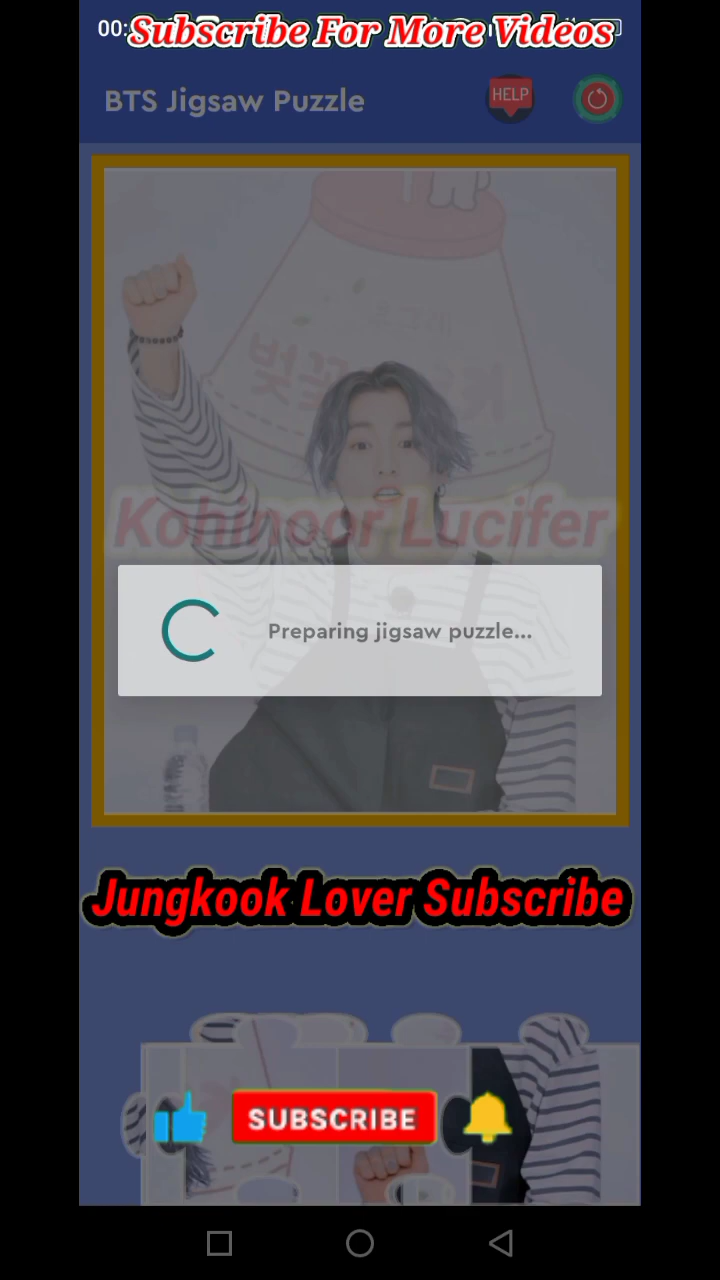 Subscribe For More Videos
BTS Jigsaw Puzzle
HELP
Kohinoor Lucifer
Preparing jigsaw puzzle...
Jungkook Lover Subscribe
SUBSCRIBE